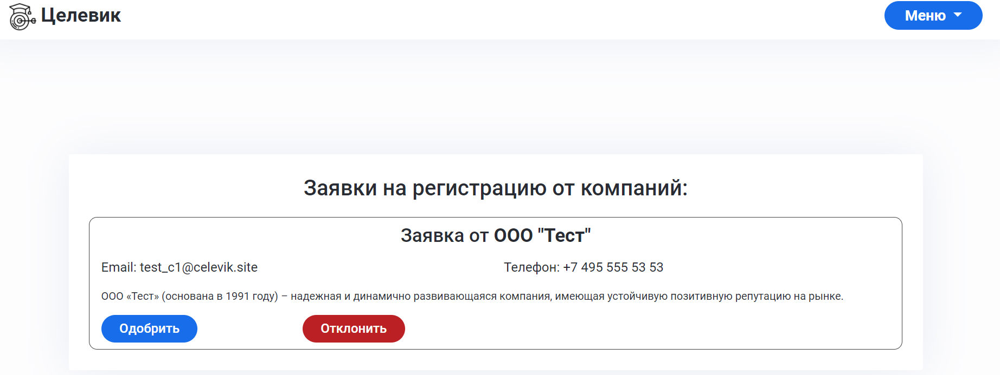 Целевик
Меню
Заявки на регистрацию от компаний:
Заявка от ООО "Тест"
Email: test_c1@celevik.site
Телефон: +7 495 555 53 53
ООО «Тест» (основана в 1991 году) – надежная и динамично развивающаяся компания, имеющая устойчивую позитивную репутацию на рынке.
Одобрить
Отклонить